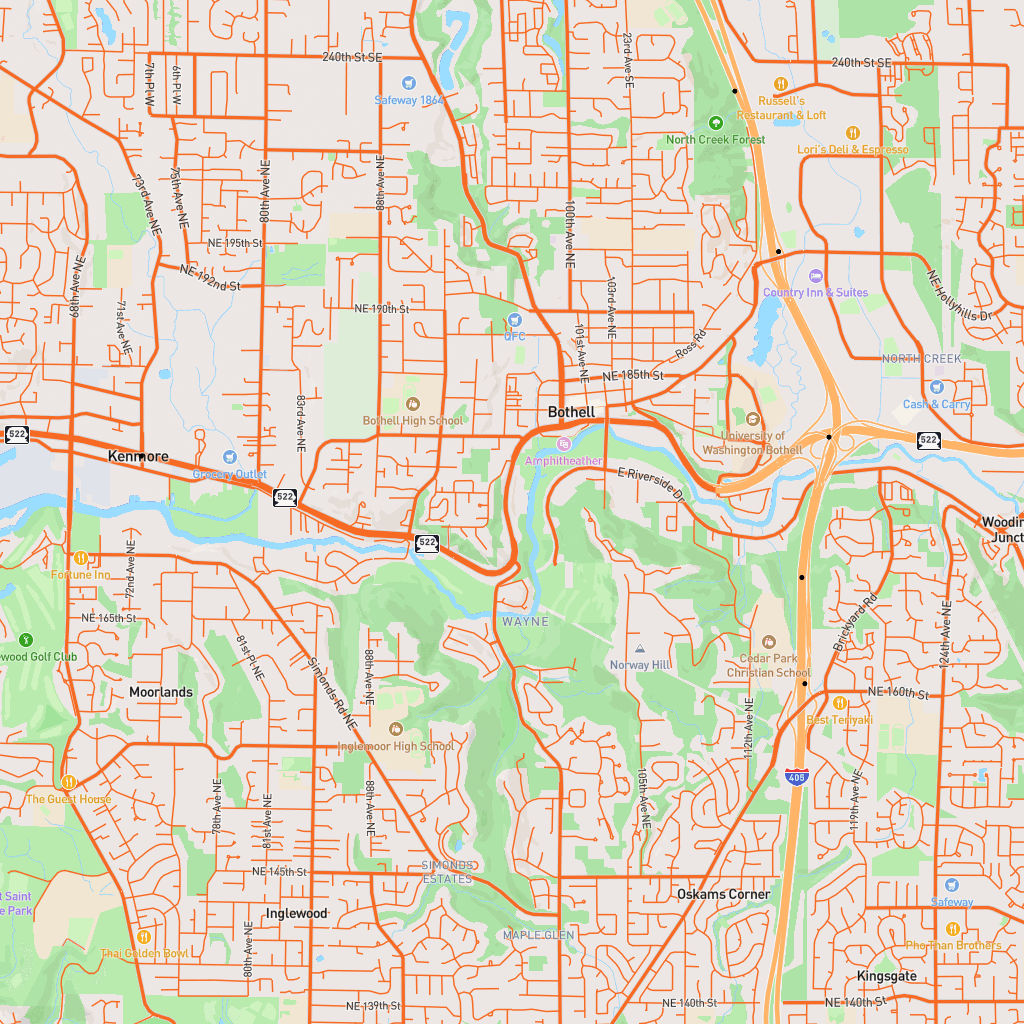 240th St SE
7th Pl W
6th Pl W
Safeway 1864
23rd Ave SE
240th St SE
Russell's
Restaurant & Loft
North Creek Forest
Lori's Deli & Espresso
73rd Ave NE
75th Ave NE
80th Ave NE
88th Ave NE
100th Ave NE
NE 195th St
NE 192nd St
68th Ave NE
71st Ave NE
NE 190th St
QFC
103rd Ave NE
101st Ave NE
Ross Rd
Country Inn & Suites
NE Hollyhills Dr
NORTH CREEK
NE 185th St
83rd Ave NE
Bothell High School
Bothell
Cash & Carry
University of
Washington Bothell
522
522
Kenmore
Grocery Outlet
Amphitheather
E Riverside Dr
522
522
Fortune Inn
72nd Ave NE
NE 165th St
WAYNE
81st Pl NE
88th Ave NE
Norway Hill
Cedar Park
Christian School
Brickyard Rd
124th Ave NE
ewood Golf Club
Moorlands
Simonds Rd NE
Inglemoor High School
112th Ave NE
NE 160th St
Best Teriyaki
405
The Guest House
78th Ave NE
81st Ave NE
88th Ave NE
105th Ave NE
119th Ave NE
NE 145th St
SIMONDS
ESTATES
Inglewood
Oskams Corner
Safeway
t Saint
e Park
MAPLE GLEN
Thai Golden Bowl
80th Ave NE
Pho Than Brothers
Kingsgate
NE 139th St
NE 140th St
NE 140th St